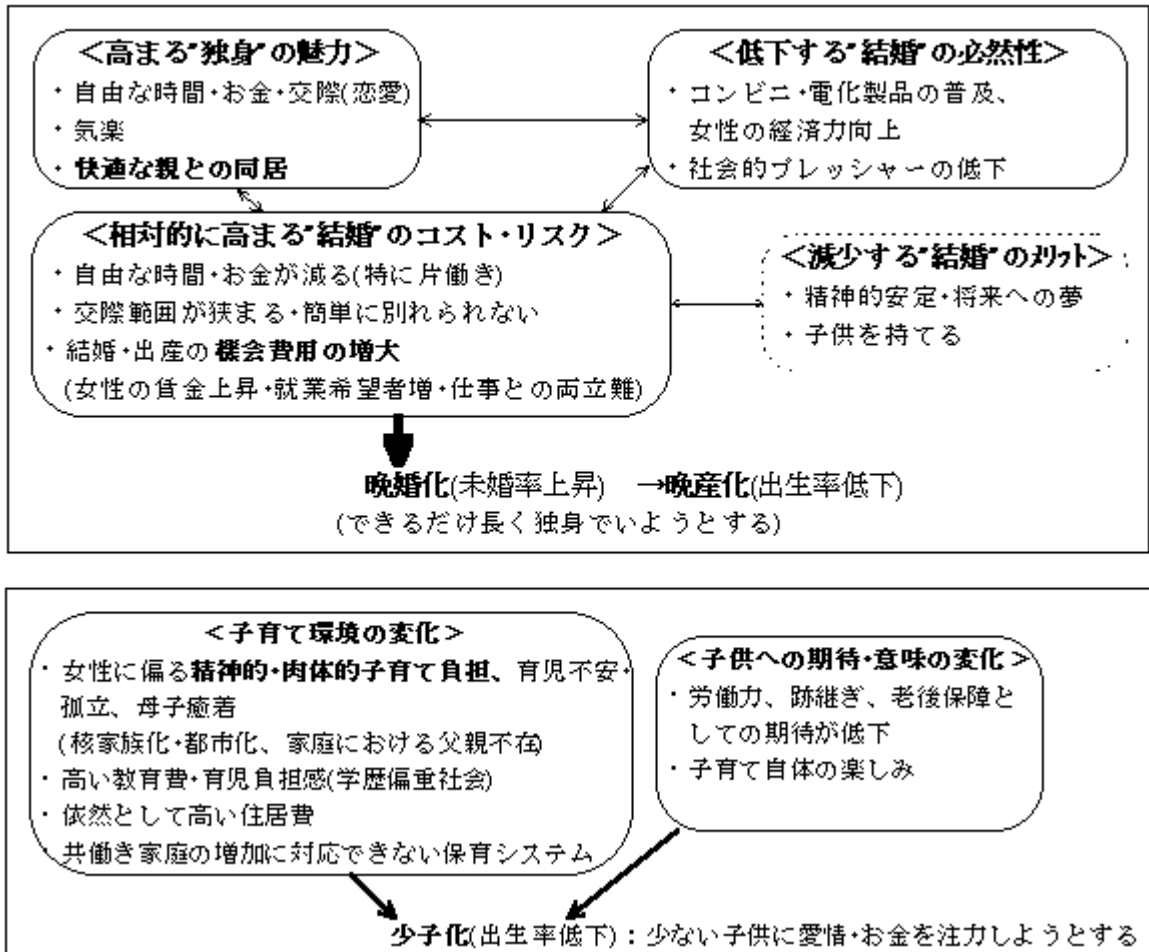 ＜高まる"独身"の魅力＞
・自由な時間・お金・交際(恋愛)
・気楽
・快適な親との同居
＜低下する"結婚"の必然性＞
・コンビニ・電化製品の普及、
女性の経済力向上
・社会的プレッシャーの低下
＜相対的に高まる"結婚"のコスト・リスク＞
・自由な時間・お金が減る(特に片働き)
・交際範囲が狭まる・簡単に別れられない
・結婚・出産の機会費用の増大
(女性の賃金上昇・就業希望者増・仕事との両立難)
＜減少する"結婚"のﾒﾘｯﾄ＞
・精神的安定・将来への夢
・子供を持てる
晩婚化(未婚率上昇) →晩産化(出生率低下)
(できるだけ長く独身でいようとする)
＜子育て環境の変化＞
・女性に偏る精神的・肉体的子育て負担、育児不安・
孤立、母子癒着
(核家族化・都市化、家庭における父親不在)
・高い教育費・育児負担感(学歴偏重社会)
・依然として高い住居費
・共働き家庭の増加に対応できない保育システム
＜子供への期待・意味の変化＞
・労働力、跡継ぎ、老後保障と
しての期待が低下
・子育て自体の楽しみ
少子化(出生率低下)：少ない子供に愛情・お金を注力しようとする